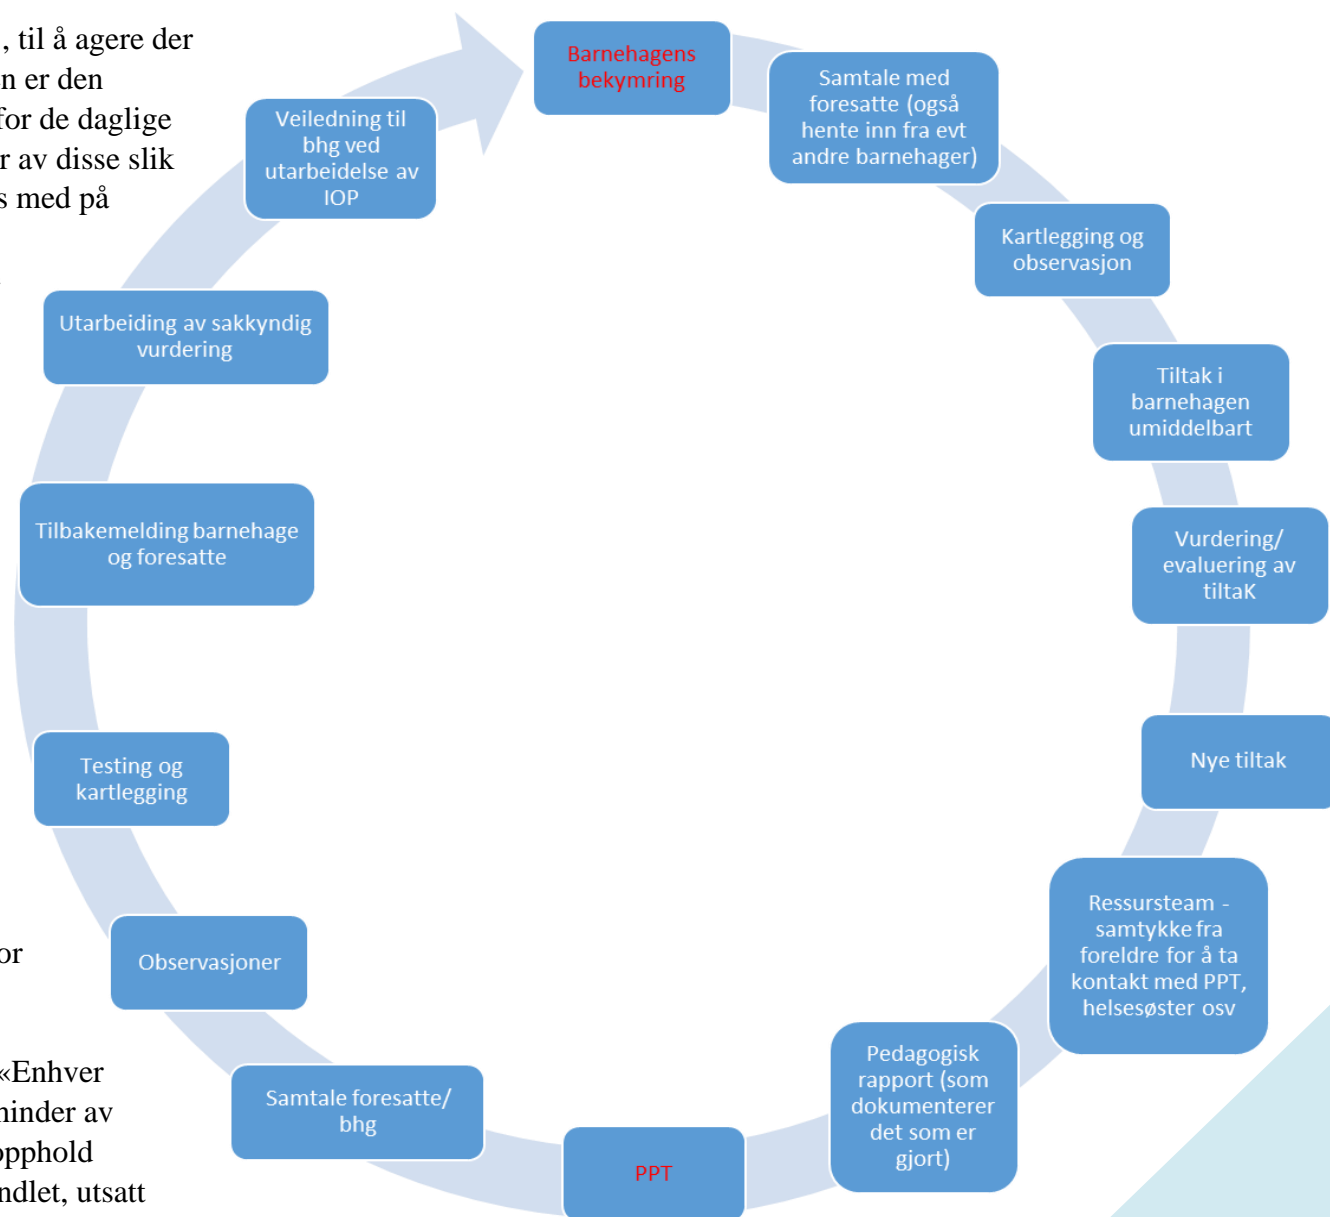 , til å agere der
en er den
for de daglige
r av disse slik
s med på
or
«Enhver
hinder av
opphold
ndlet, utsatt
Barnehagens
bekymring
Samtale med
foresatte (også
hente inn fra evt
andre barnehager)
Kartlegging og
observasjon
Tiltak i
barnehagen
umiddelbart
Vurdering/
evaluering av
tiltaK
Nye tiltak
Ressursteam -
samtykke fra
foreldre for å ta
kontakt med PPT,
helsesøster osv
Pedagogisk
rapport (som
dokumenterer
det som er
gjort)
PPT
Samtale foresatte/
bhg
Observasjoner
Testing og
kartlegging
Tilbakemelding barnehage
og foresatte
Utarbeiding av sakkyndig
vurdering
Veiledning til
bhg ved
utarbeidelse av
IOP